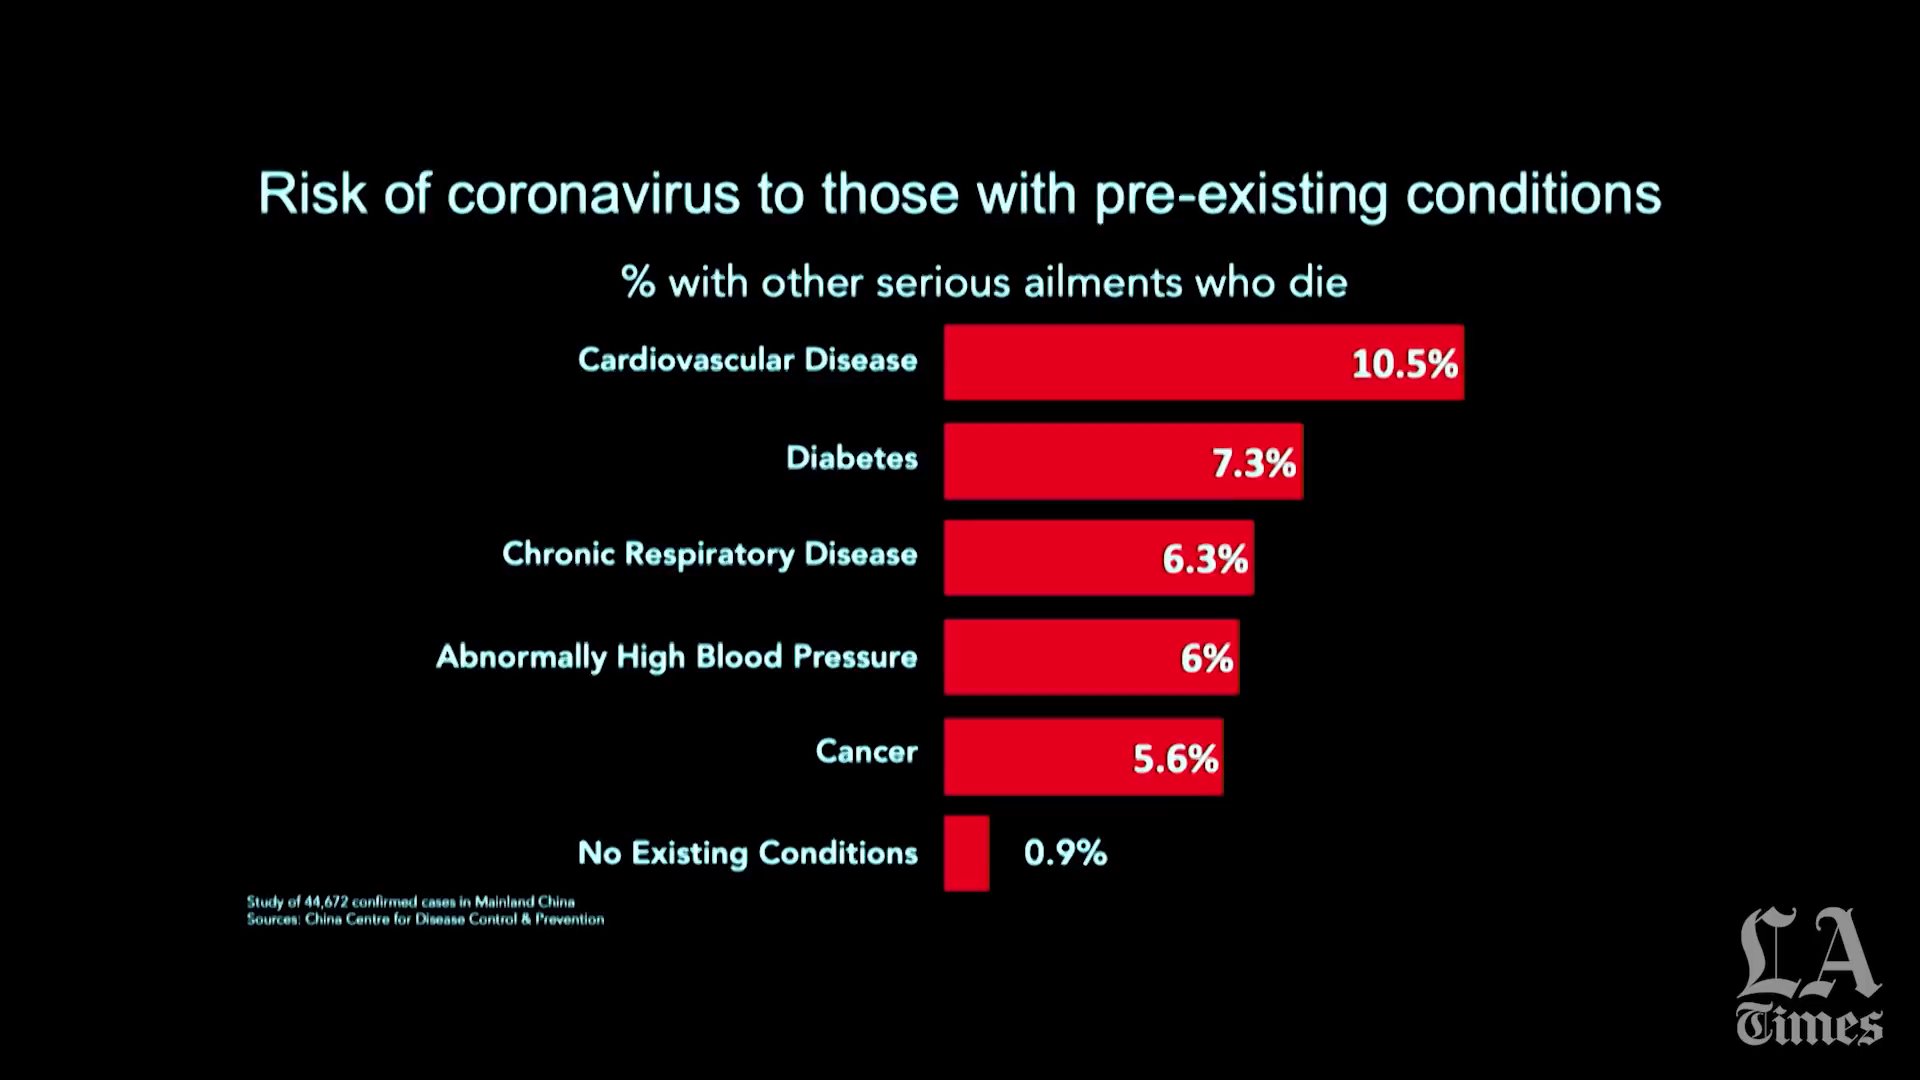 Risk of coronavirus to those with pre-existing conditions
% with other serious ailments who die
Cardiovascular Disease 10.5%
Diabetes 7.3%
Chronic Respiratory Disease 6.3%
Abnormally High Blood Pressure 6%
Cancer 5.6%
No Existing Conditions 0.9%
Study of 44,672 confirmed cases in Mainland China
Sources: China Centre for Disease Control & Prevention
LA
Times